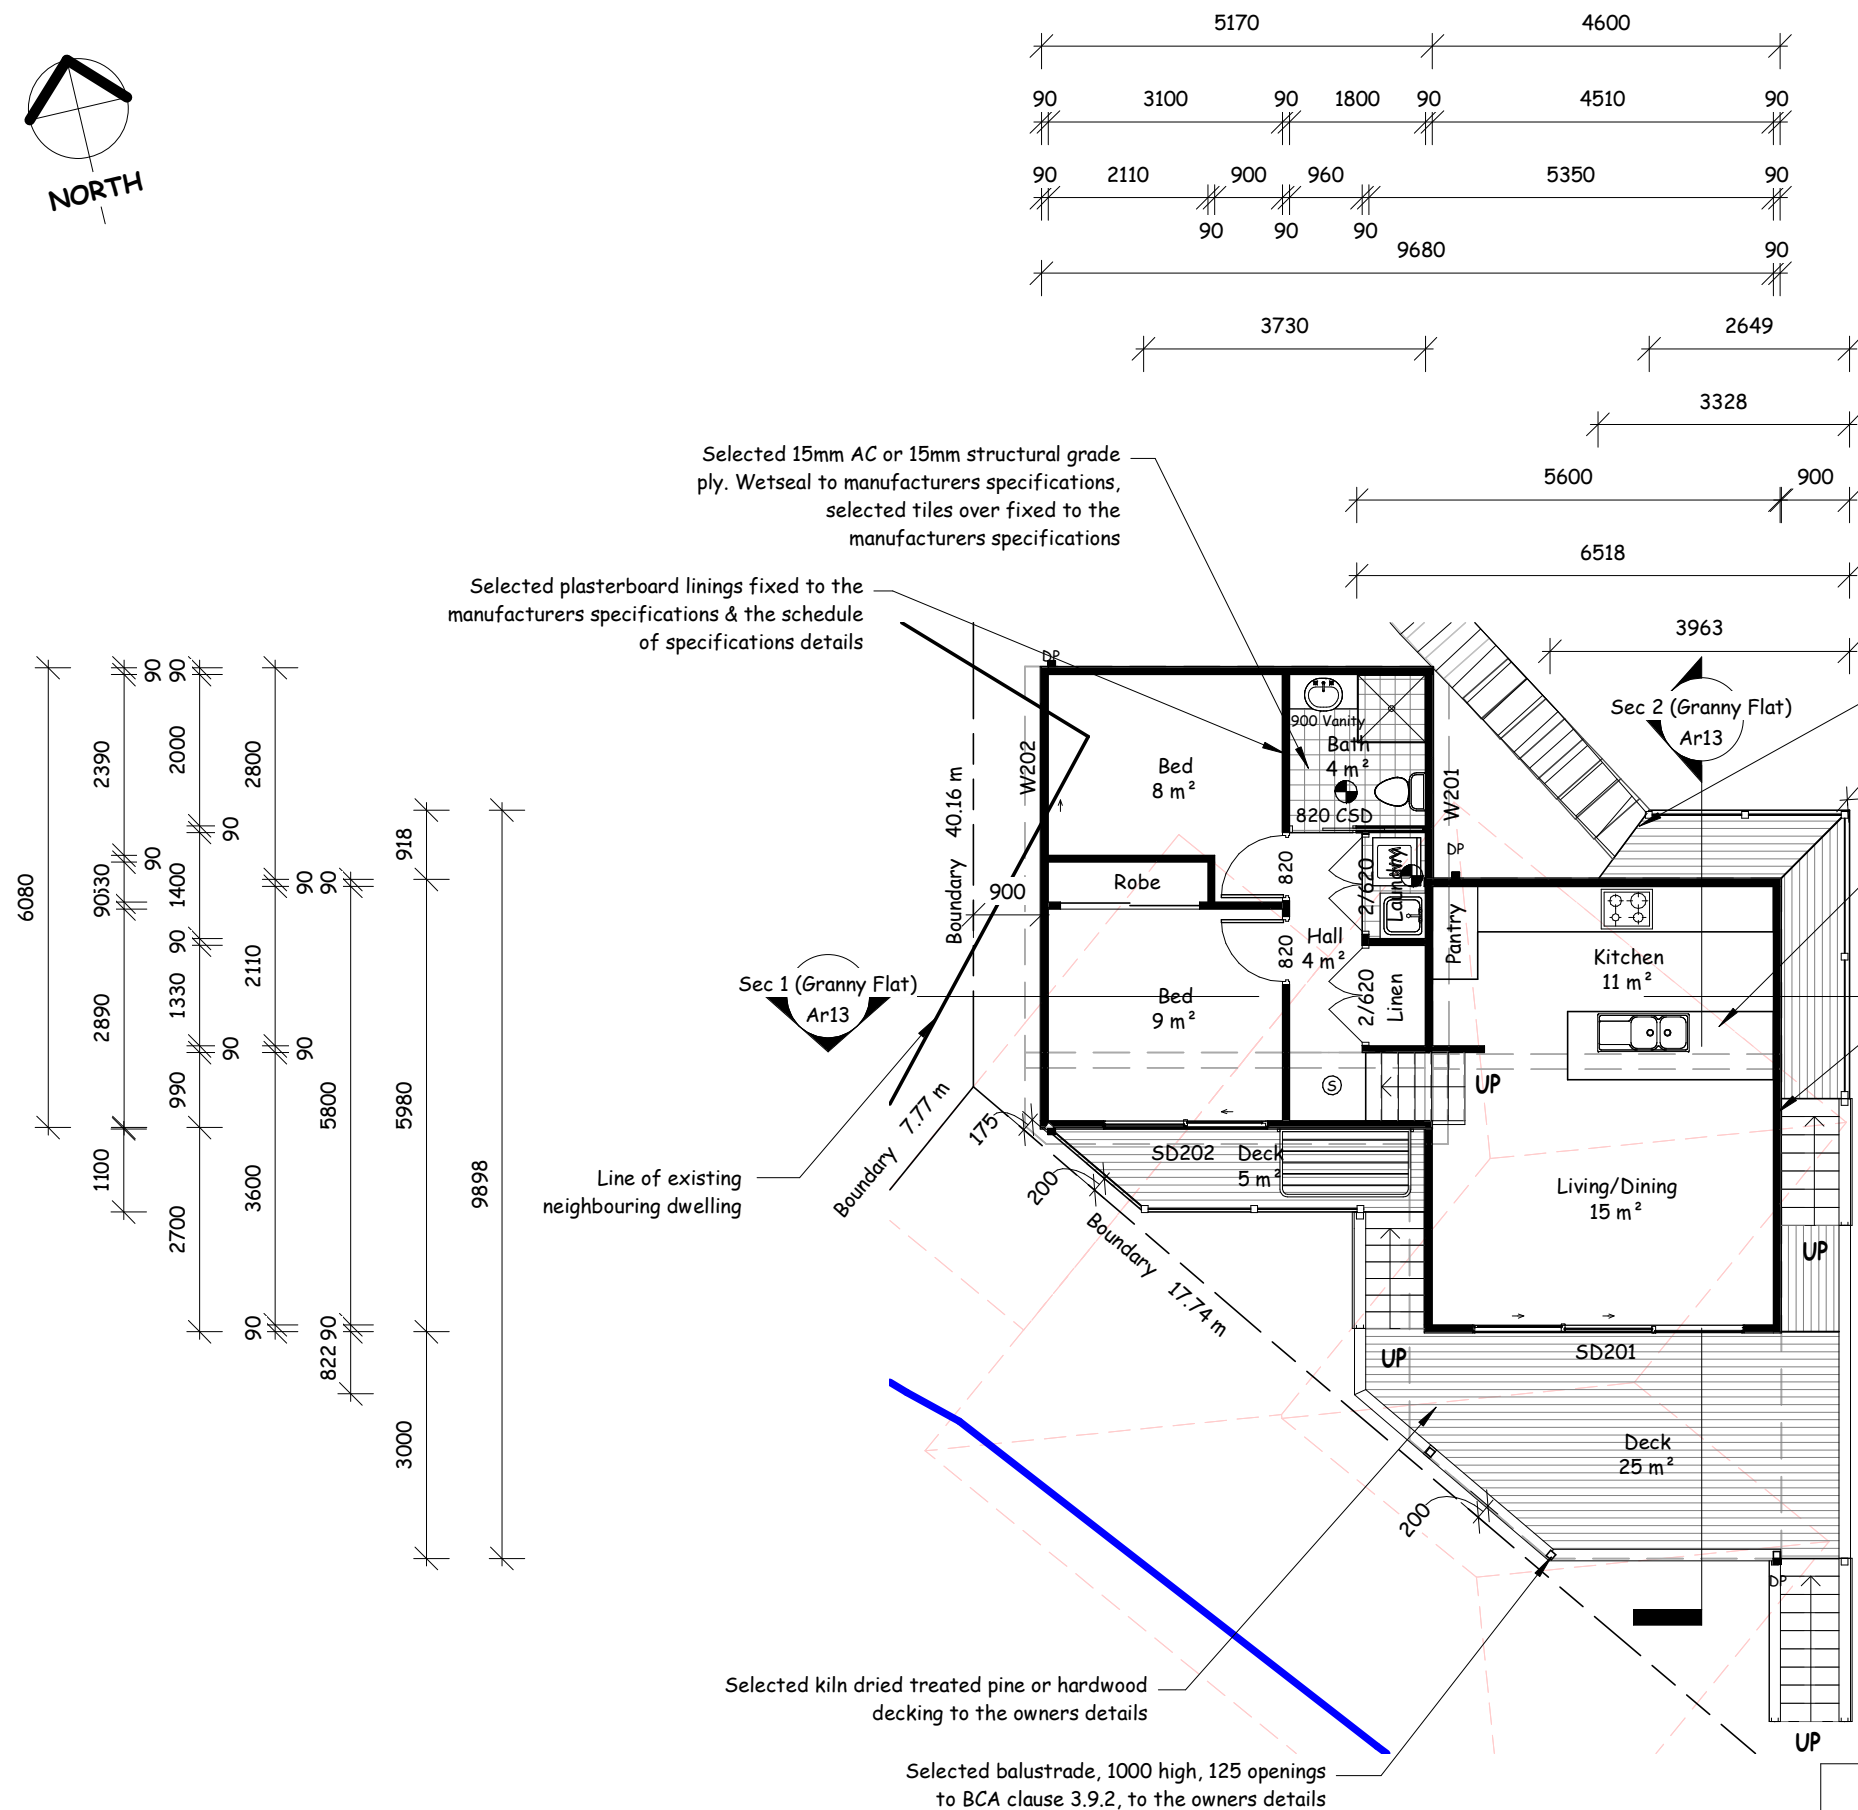 5170
4600
90
3100
90
1800
90
4510
90
90
2110
900
960
5350
90
90
90
90
9680
90
3730
2649
3328
5600
900
6518
3963
NORTH
Selected 15mm AC or 15mm structural grade
ply. Wetseal to manufacturers specifications,
selected tiles over fixed to the
manufacturers specifications
Selected plasterboard linings fixed to the
manufacturers specifications & the schedule
of specifications details
6080
2390
90
90
530
90
2890
1100
90
2000
90
1400
90
1330
90
990
2700
2800
90
2110
90
3600
90
90
5800
90
822
918
5980
3000
9898
DP
W202
Boundary 40.16 m
900
Bed
8 m²
900 Vanity
Bath
4 m²
820 CSD
W201
DP
Sec 2 (Granny Flat)
Ar13
Robe
820
2/620
Laundry
820
Hall
4 m²
Pantry
Kitchen
11 m²
Sec 1 (Granny Flat)
Ar13
Bed
9 m²
2/620
Linen
S
UP
Line of existing
neighbouring dwelling
Boundary 7.77 m
175
200
SD202
Deck
5 m²
Living/Dining
15 m²
UP
Boundary 17.74 m
UP
SD201
Deck
25 m²
200
DP
UP
Selected kiln dried treated pine or hardwood
decking to the owners details
Selected balustrade, 1000 high, 125 openings
to BCA clause 3.9.2, to the owners details